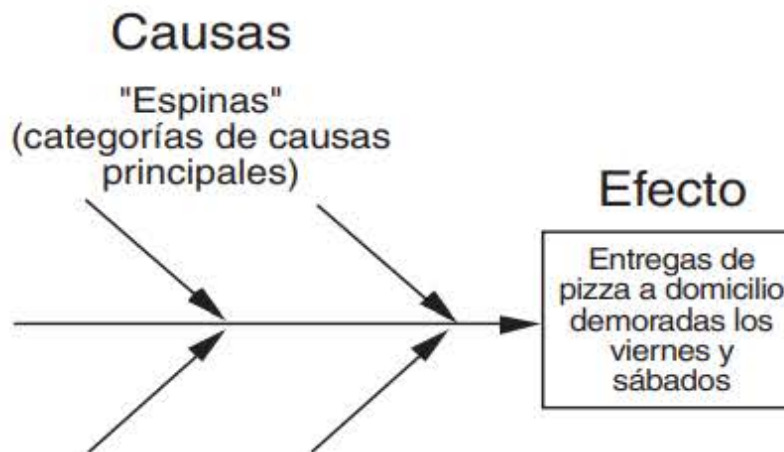 Causas
"Espinas"
(categorías de causas
principales)
Efecto
Entregas de
pizza a domicilio
demoradas los
viernes y
sábados